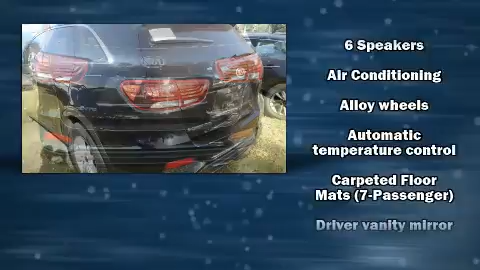 6 Speakers
Air Conditioning
Alloy wheels
Automatic
temperature control
Carpeted Floor
Mats (7-Passenger)
Driver vanity mirror